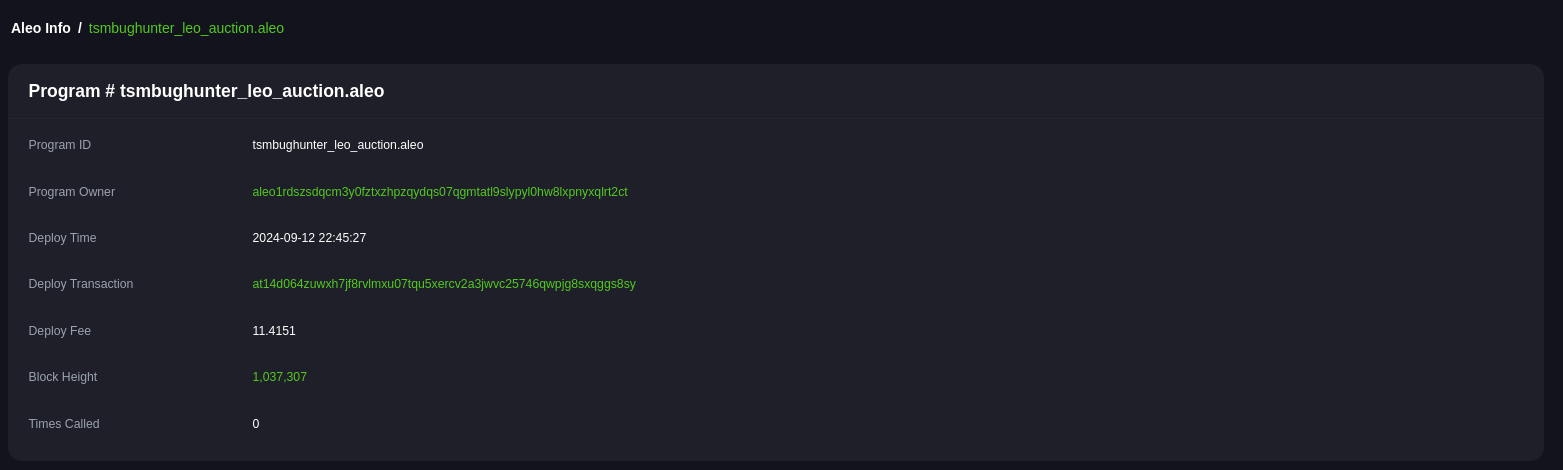 Aleo Info / tsmbughunter_leo_auction.aleo
Program # tsmbughunter_leo_auction.aleo
Program ID tsmbughunter_leo_auction.aleo
Program Owner aleo1rdszsdqcm3y0fztxzhpzqydqs07qgmtatl9slypyl0hw8lxpnyxqlrt2ct
Deploy Time 2024-09-12 22:45:27
Deploy Transaction at14d064zuwxh7jf8rvlmxu07tqu5xercv2a3jwvc25746qwpjg8sxqggs8sy
Deploy Fee 11.4151
Block Height 1,037,307
Times Called 0